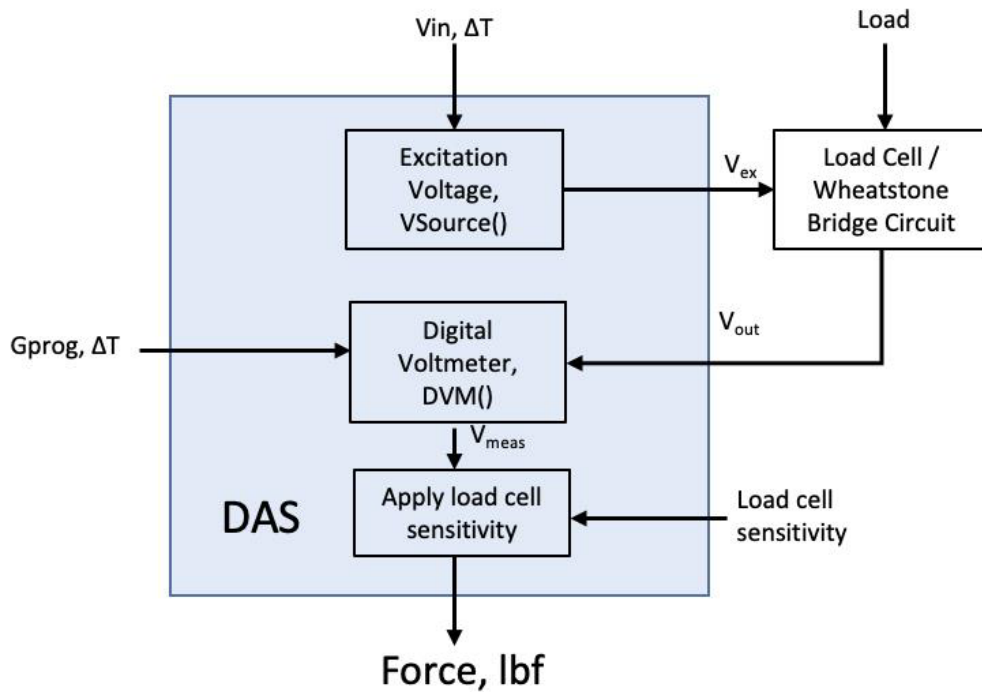 Vin, ΔT
Load
Excitation
Voltage,
VSource()
Vex
Load Cell /
Wheatstone
Bridge Circuit
Gprog, ΔT
Digital
Voltmeter,
DVM()
Vout
Vmeas
DAS
Apply load cell
sensitivity
Load cell
sensitivity
Force, lbf